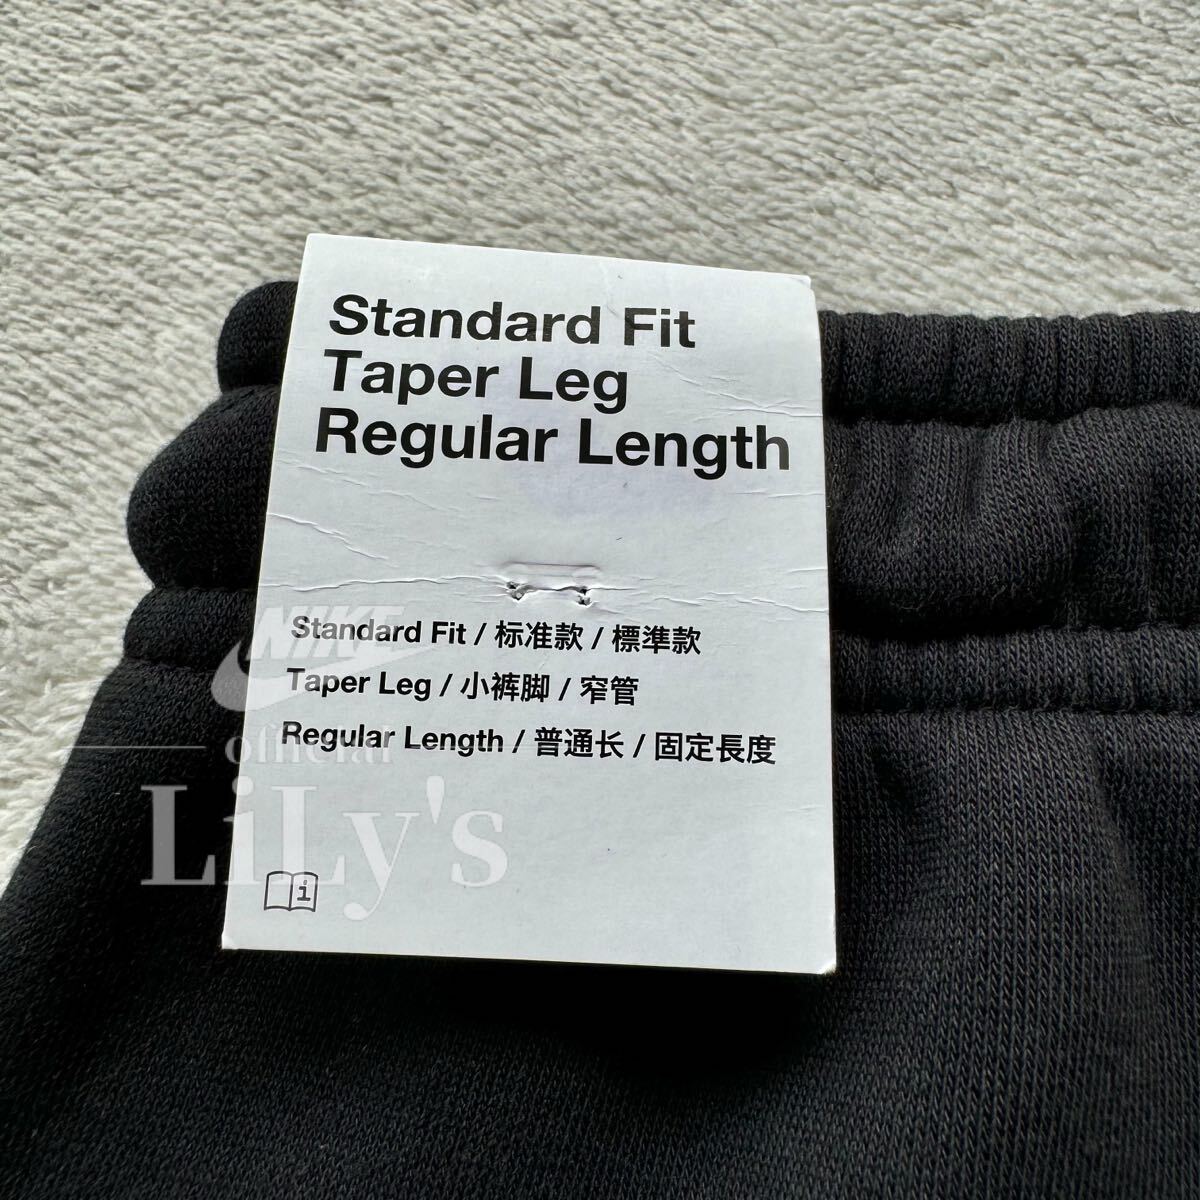 Standard Fit
Taper Leg
Regular Length
Standard Fit / 标准款 / 標準款
Taper Leg / 小裤脚 / 窄管
Regular Length / 普通长 / 固定長度
NIKE
official
LiLy's
i